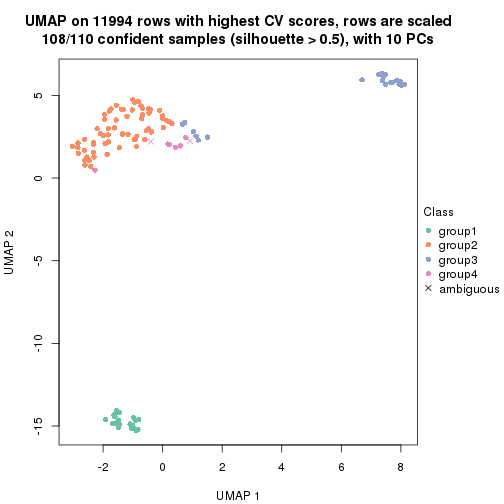 UMAP on 11994 rows with highest CV scores, rows are scaled
108/110 confident samples (silhouette > 0.5), with 10 PCs
5
0
-5
-10
-15
UMAP 2
-2
0
2
4
6
8
UMAP 1
Class
group1
group2
group3
group4
ambiguous